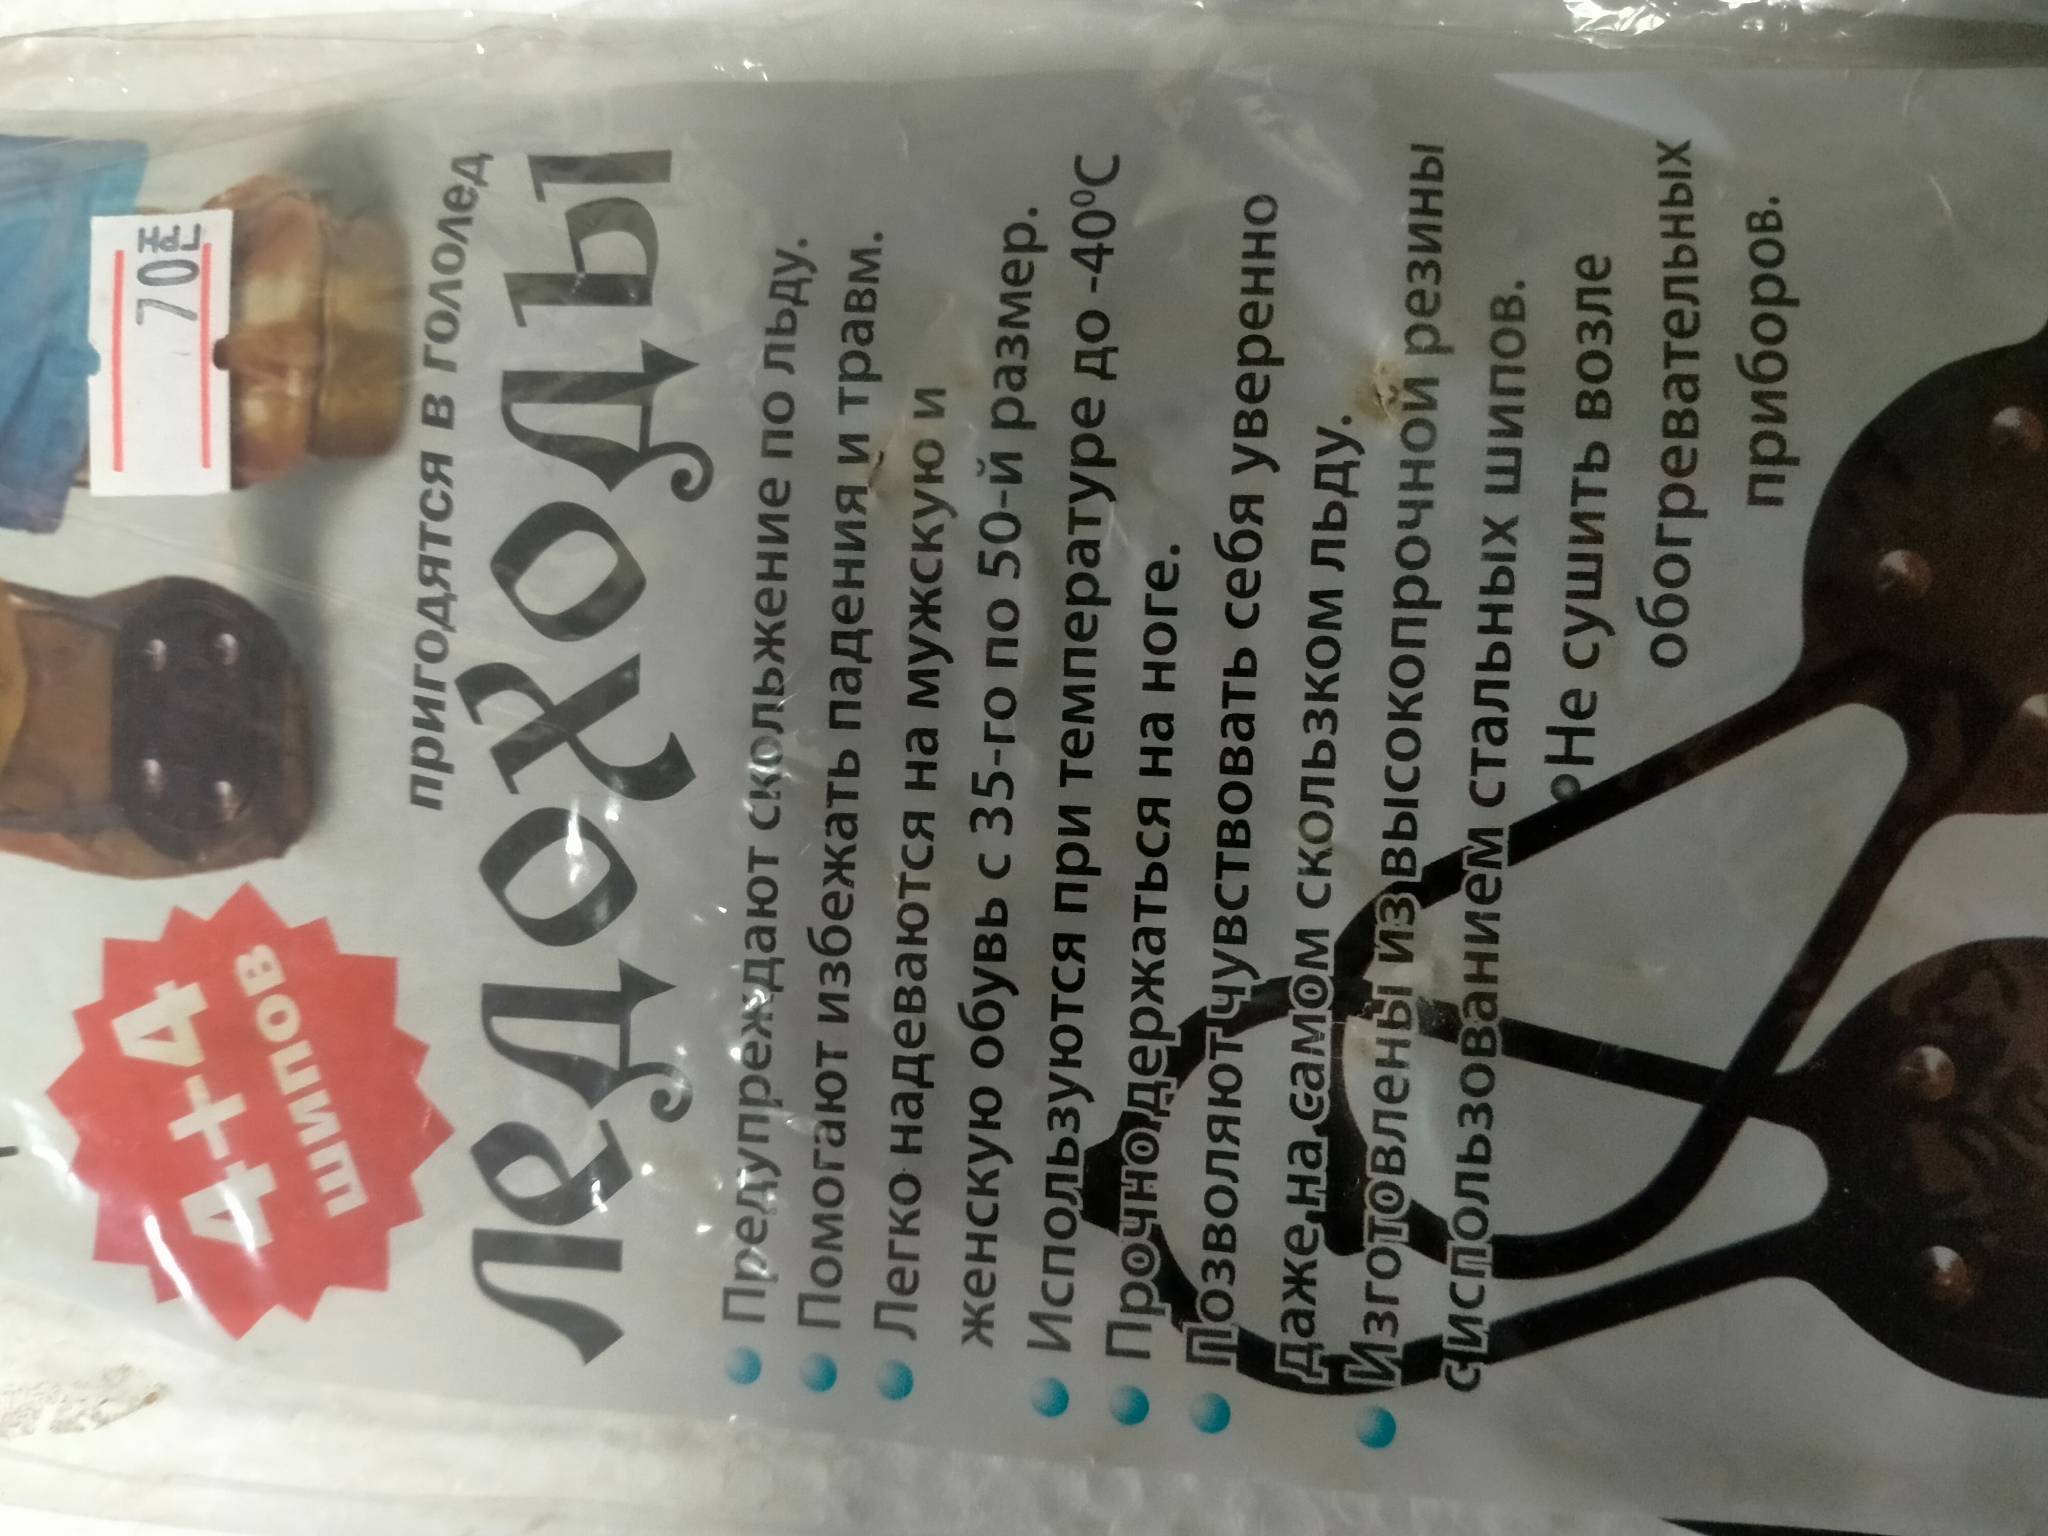 70 грн
4+4
шипов
пригодятся в гололед
ЛЕДОХОДЫ
Предупреждают скольжение по льду.
Помогают избежать падения и травм.
Легко надеваются на мужскую и
женскую обувь с 35-го по 50-й размер.
Используются при температуре до -40⁰С
Прочно держаться на ноге.
Позволяют чувствовать себя уверенно
даже на самом скользком льду.
Изготовлены из высокопрочной резины
с использованием стальных шипов.
Не сушить возле
обогревательных
приборов.